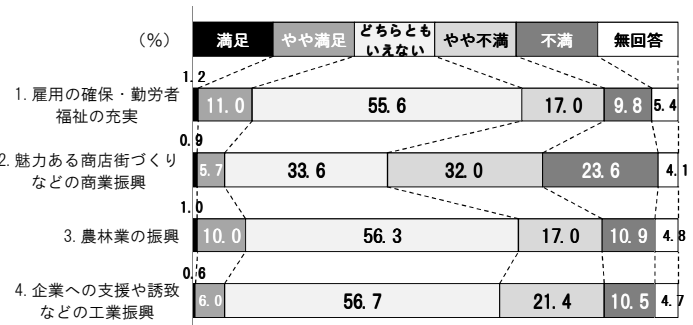 （%）
満足
やや満足
どちらとも
いえない
やや不満
不満
無回答
1.2
1.雇用の確保・勤労者
福祉の充実
11.0
55.6
17.0
9.8
5.4
0.9
2.魅力ある商店街づくり
などの商業振興
5.7
33.6
32.0
23.6
4.1
1.0
3.農林業の振興
10.0
56.3
17.0
10.9
4.8
0.6
4.企業への支援や誘致
などの工業振興
6.0
56.7
21.4
10.5
4.7